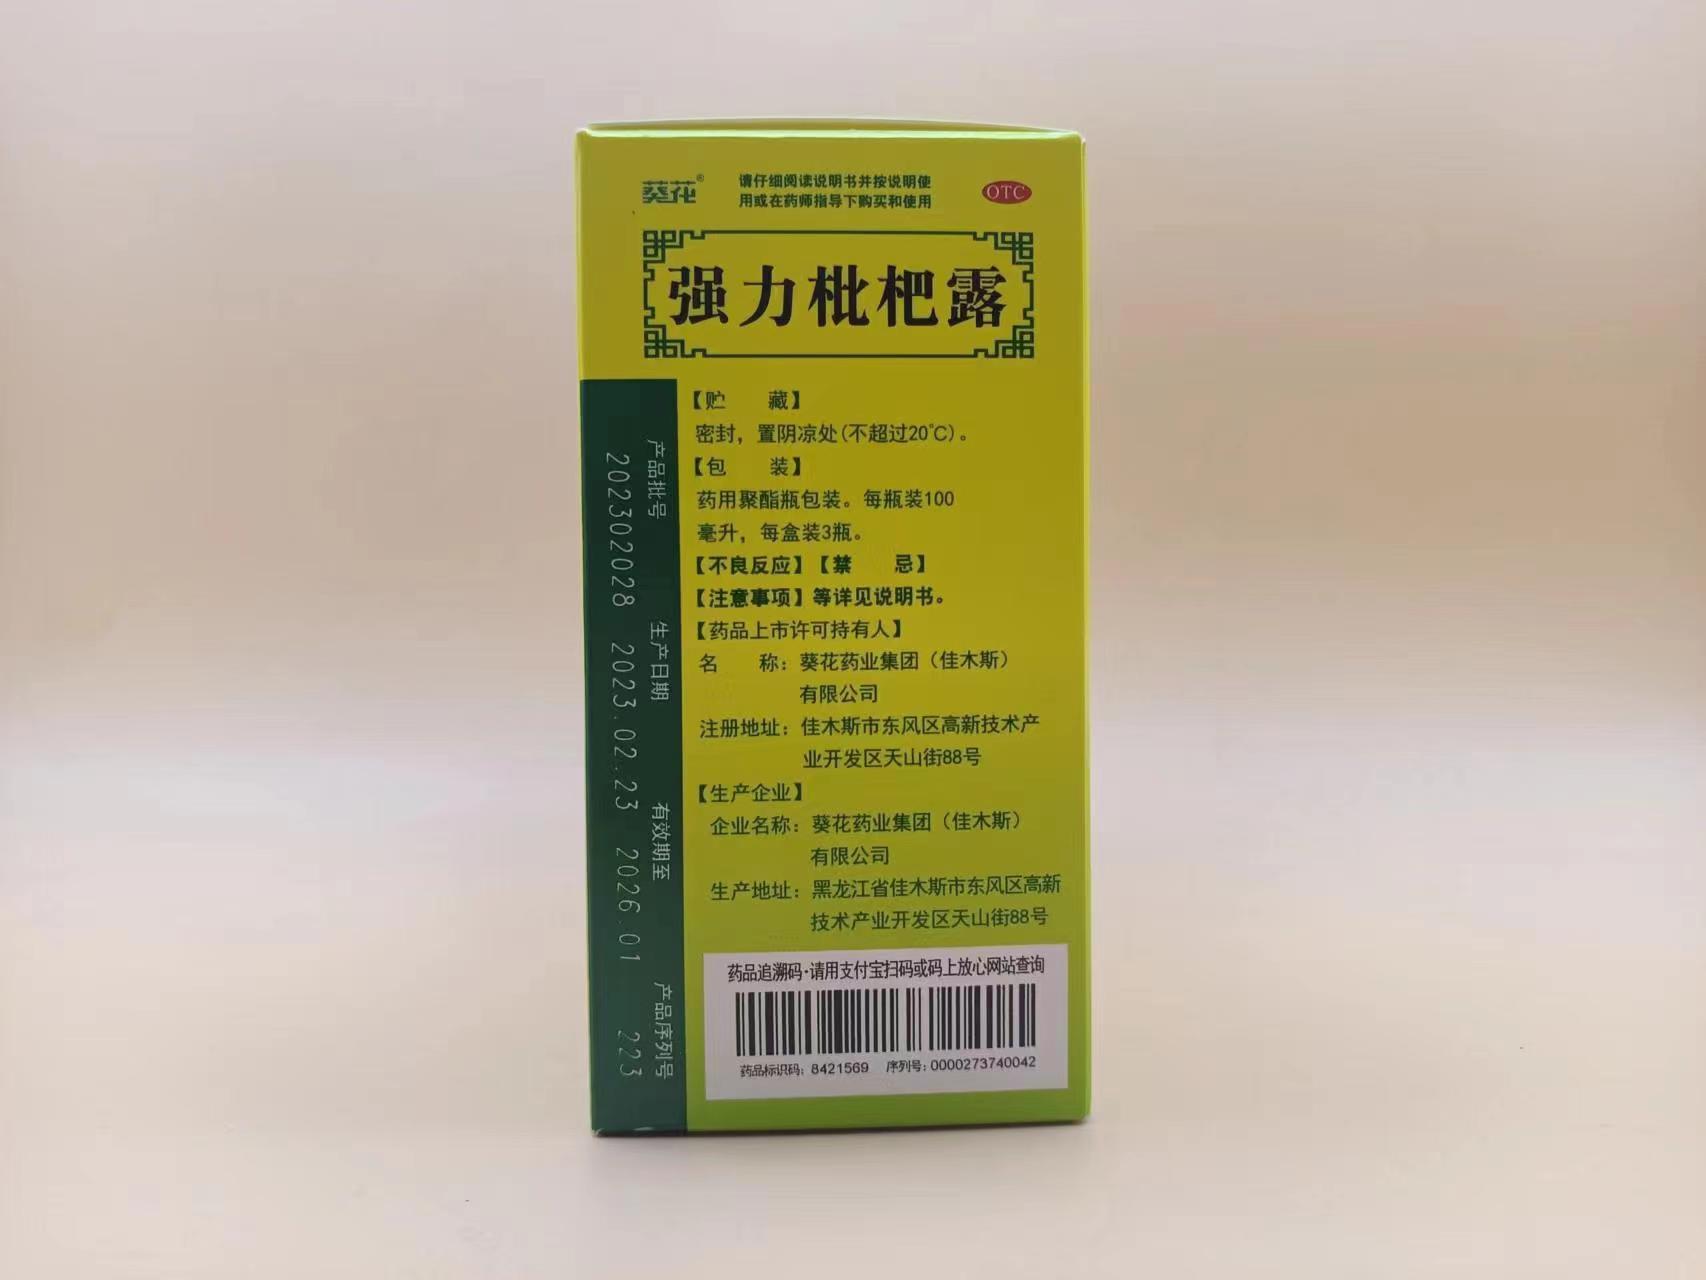 葵花®
请仔细阅读说明书并按说明使
用或在药师指导下购买和使用
OTC
强力枇杷露
【贮 藏】
密封，置阴凉处(不超过20℃)。
【包 装】
药用聚酯瓶包装。每瓶装100
毫升，每盒装3瓶。
【不良反应】【禁 忌】
【注意事项】等详见说明书。
【药品上市许可持有人】
名 称：葵花药业集团（佳木斯）
有限公司
注册地址：佳木斯市东风区高新技术产
业开发区天山街88号
【生产企业】
企业名称：葵花药业集团（佳木斯）
有限公司
生产地址：黑龙江省佳木斯市东风区高新
技术产业开发区天山街88号
药品追溯码·请用支付宝扫码或码上放心网站查询
药品标识码：8421569 序列号：0000273740042
产品批号 生产日期 有效期至 产品序列号
202302028 2023.02.23 2026.01 223